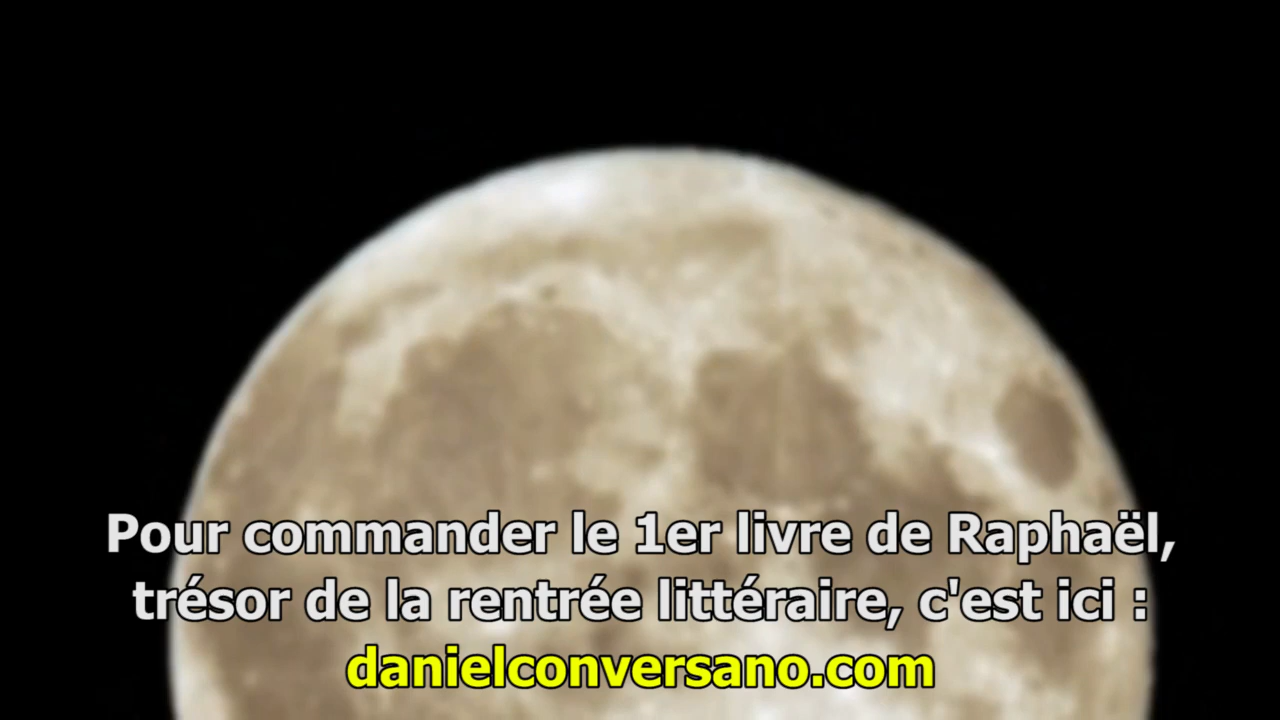 Pour commander le 1er livre de Raphaël,
trésor de la rentrée littéraire, c'est ici :
danielconversano.com